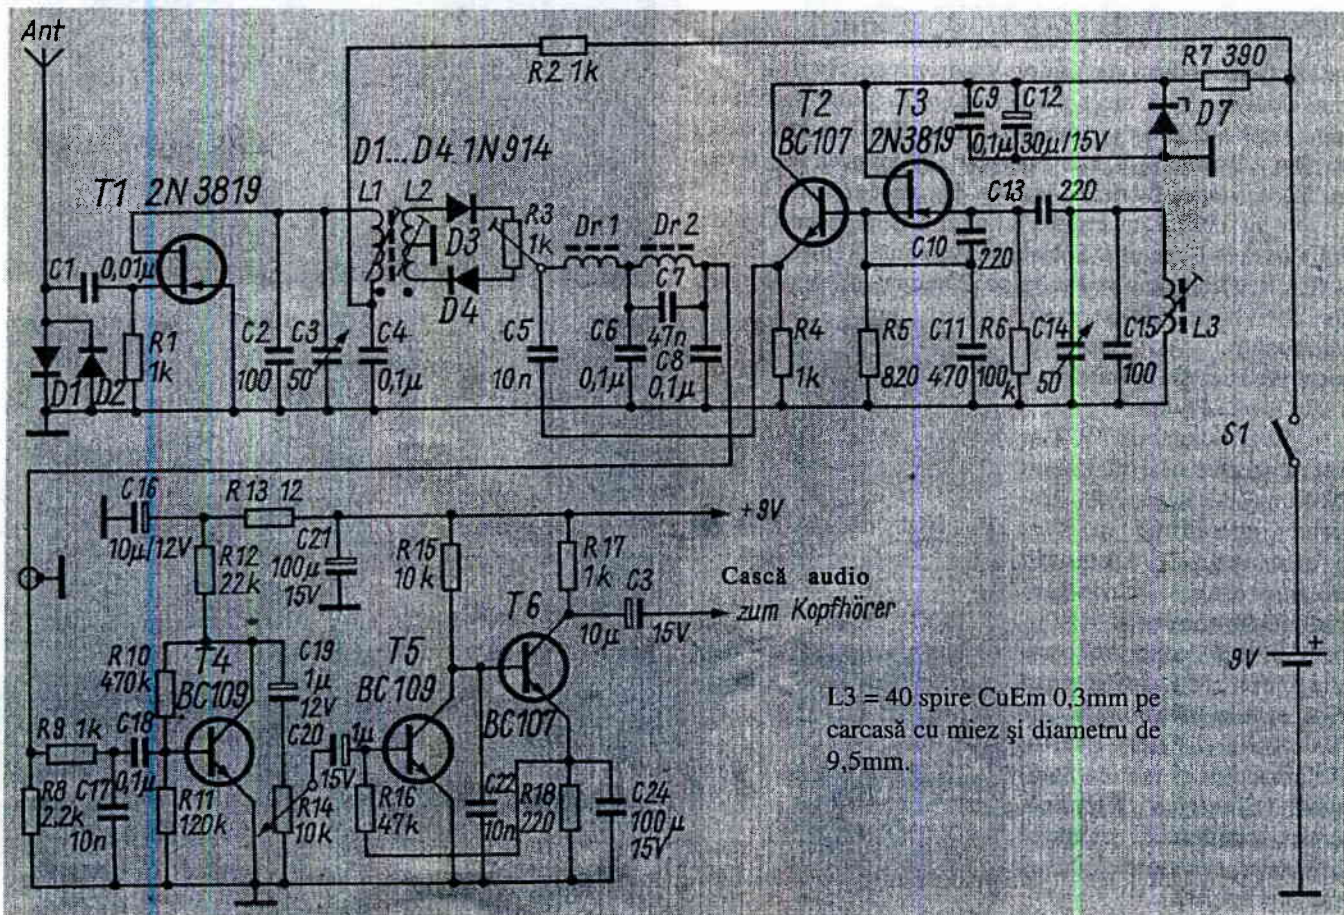 Ant
R2 1k
R7 390
T2
BC107
T3
2N3819
C9
0,1µ
C12
30µ/15V
D7
D1...D4 1N914
T1 2N3819
L1
L2
D3
D4
R3
1k
Dr1
Dr2
C13
220
C10
220
C1
0,01µ
R1
1k
D1
D2
C2
100
C3
50
C4
0,1µ
C5
10n
C6
0,1µ
C7
47n
C8
0,1µ
R4
1k
R5
820
C11
470
R6
100
k
C14
50
C15
100
L3
S1
C16
10µ/12V
R13 12
R12
22k
C21
100µ
15V
R15
10k
R17
1k
+9V
C3
10µ
15V
Cască audio
zum Kopfhörer
T6
BC107
R10
470k
T4
BC109
C19
1µ
12V
T5
BC109
C20
1µ
15V
R9 1k
C18
0,1µ
R8
2,2k
C17
10n
R11
120k
R14
10k
R16
47k
C22
10n
R18
220
C24
100µ
15V
9V
+
L3 = 40 spire CuEm 0.3mm pe
carcasă cu miez şi diametru de
9,5mm.